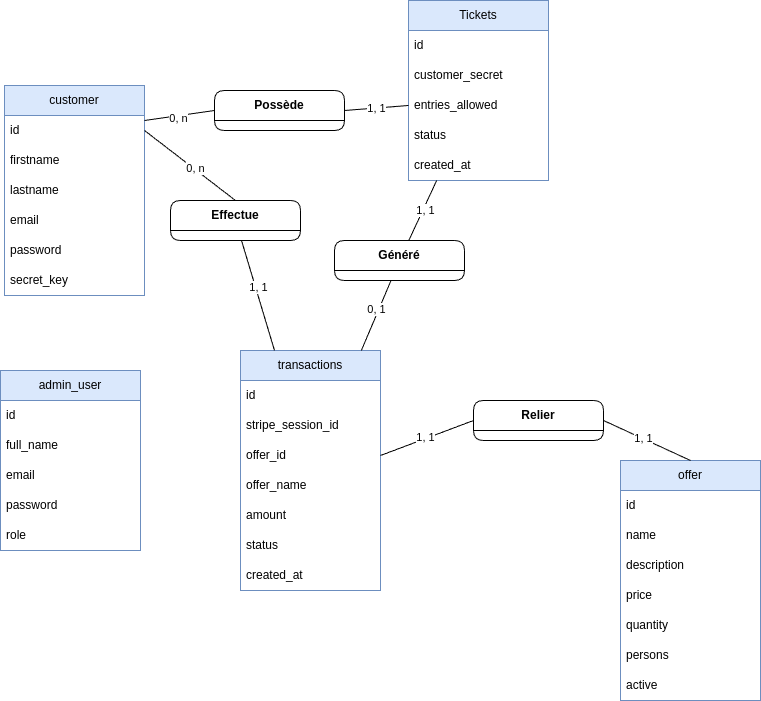 Tickets
id
customer_secret
entries_allowed
status
created_at
customer
id
firstname
lastname
email
password
secret_key
Possède
0, n
1, 1
0, n
Effectue
1, 1
1, 1
Généré
0, 1
admin_user
id
full_name
email
password
role
transactions
id
stripe_session_id
offer_id
offer_name
amount
status
created_at
Relier
1, 1
1, 1
offer
id
name
description
price
quantity
persons
active